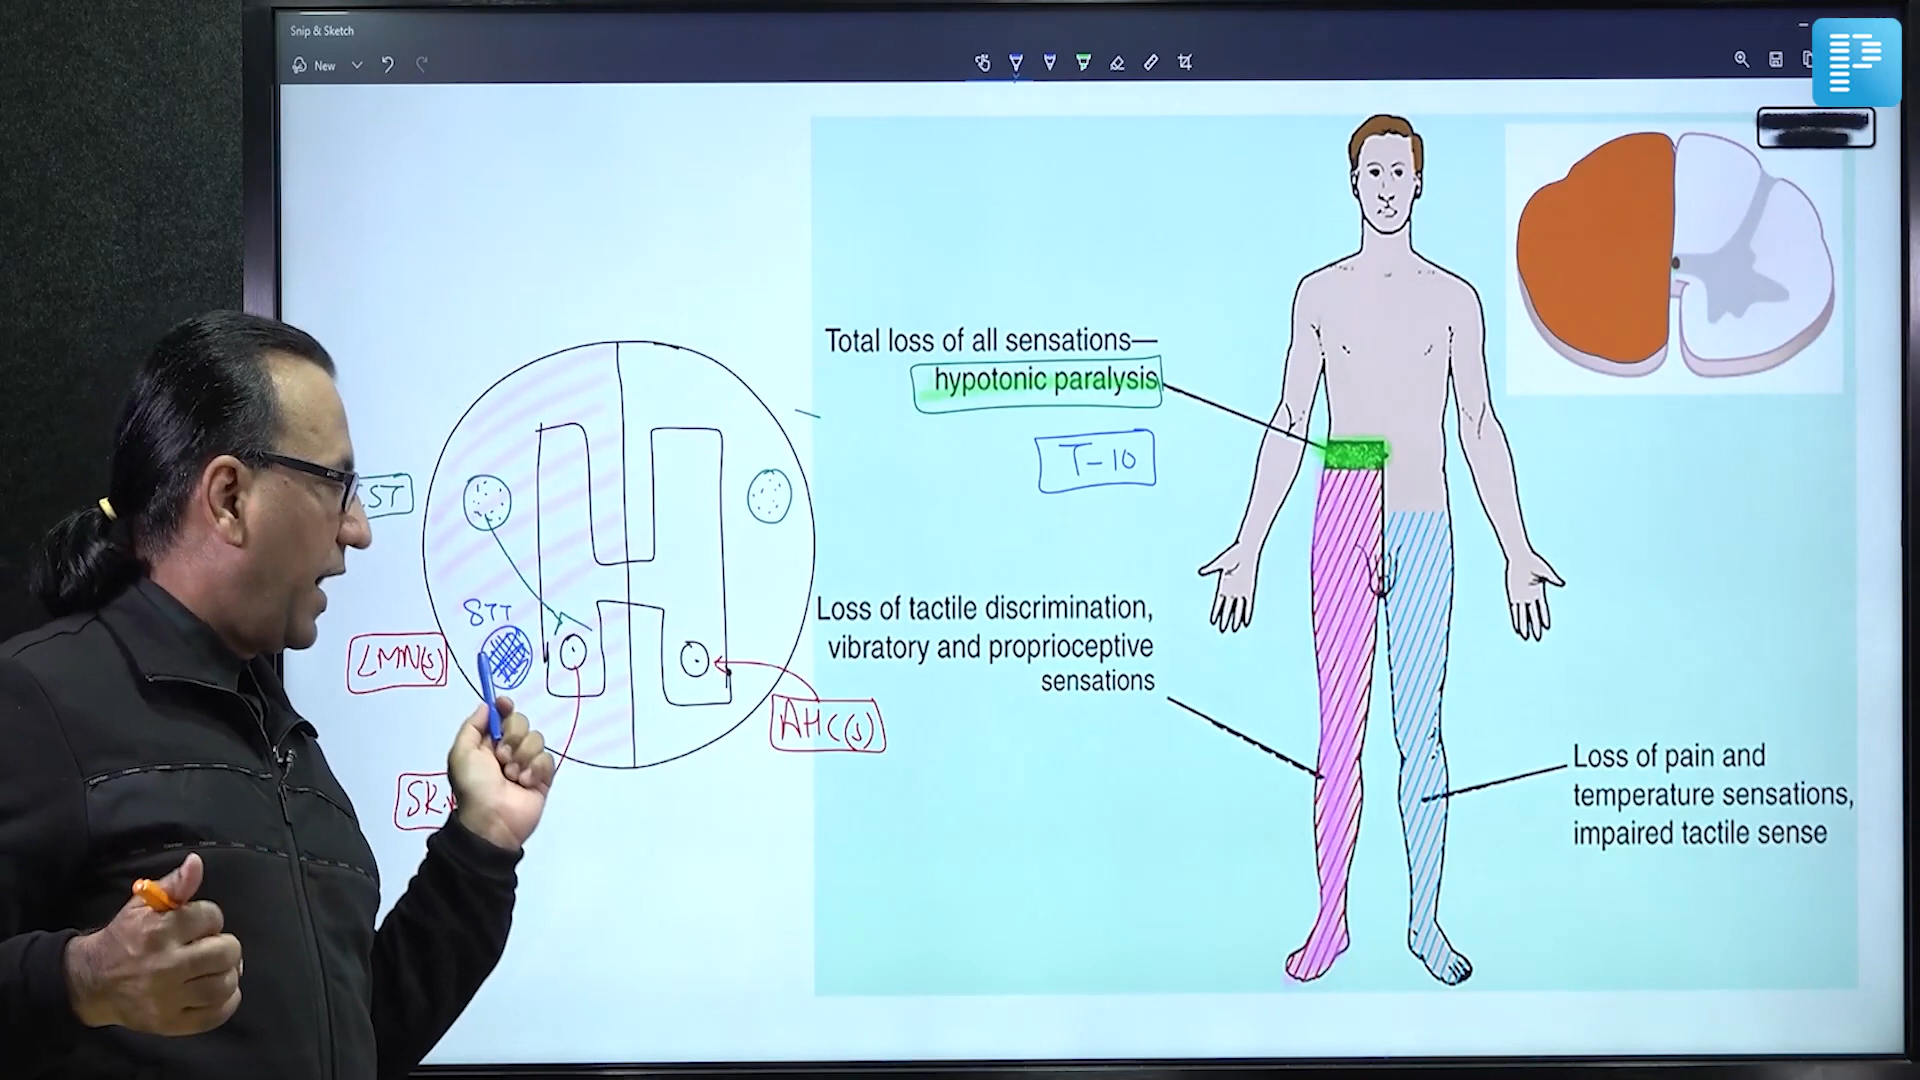 Snip & Sketch
New
Total loss of all sensations—
hypotonic paralysis
T-10
ST
STT
LMN(s)
AHC(s)
SK
Loss of tactile discrimination,
vibratory and proprioceptive
sensations
Loss of pain and
temperature sensations,
impaired tactile sense